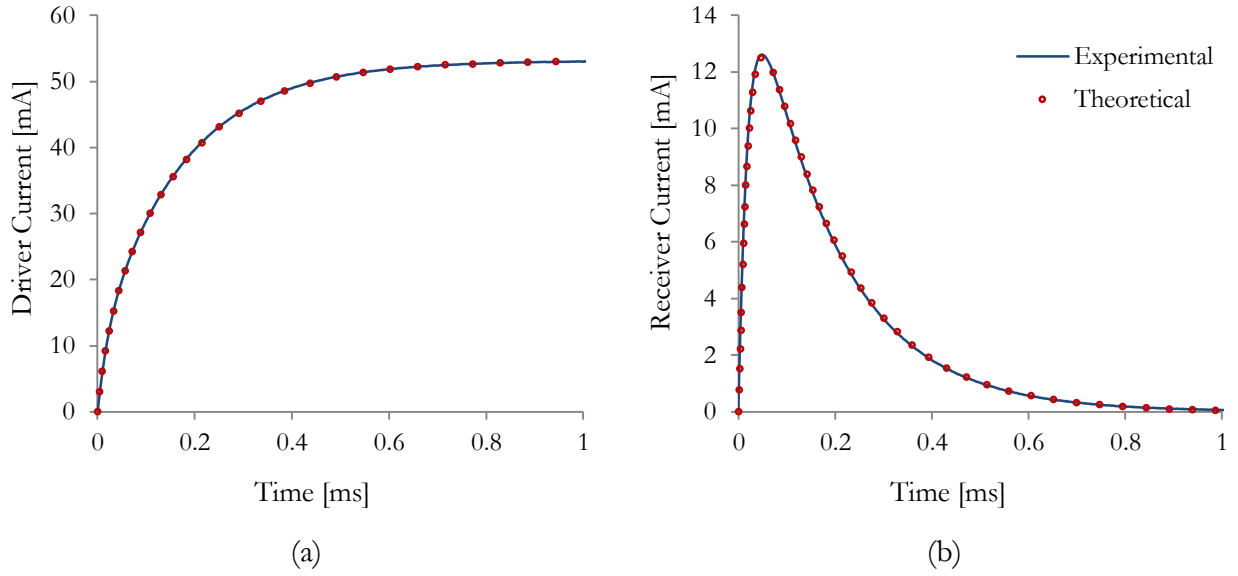 Driver Current [mA]
60
50
40
30
20
10
0
0 0.2 0.4 0.6 0.8 1
Time [ms]
(a)
Receiver Current [mA]
14
12
10
8
6
4
2
0
0 0.2 0.4 0.6 0.8 1
Time [ms]
Experimental
Theoretical
(b)